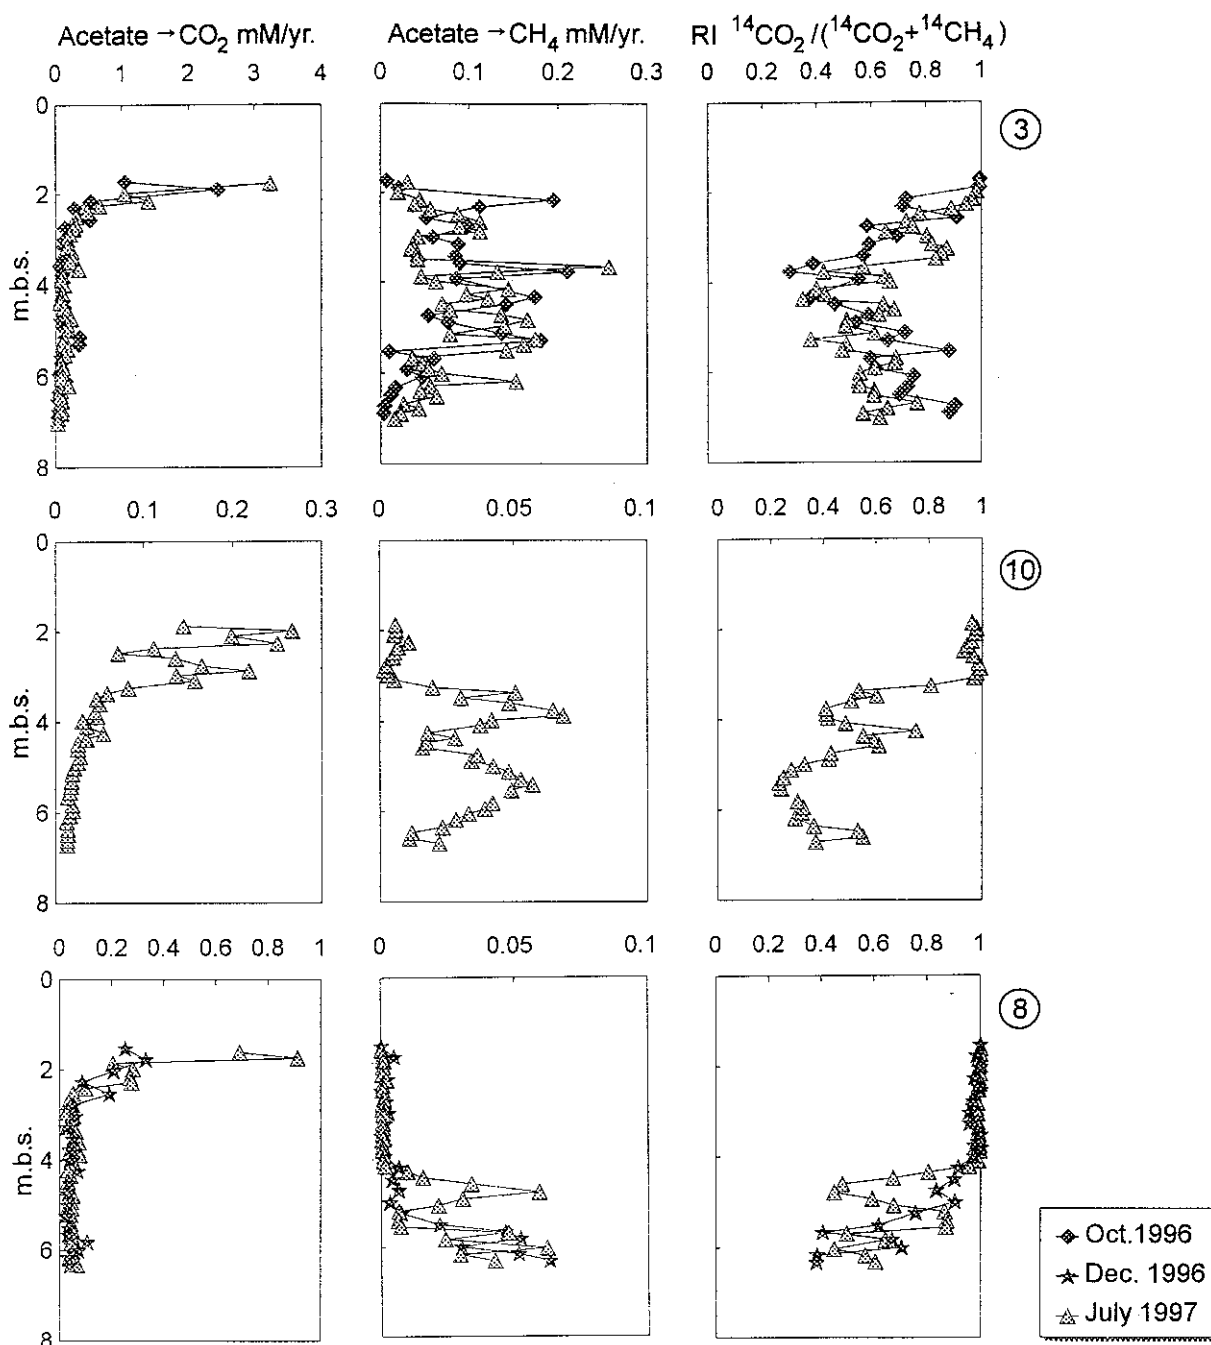 Acetate →CO₂ mM/yr. Acetate →CH₄ mM/yr. RI ¹⁴CO₂/(¹⁴CO₂+¹⁴CH₄)
0 1 2 3 4 0 0.1 0.2 0.3 0 0.2 0.4 0.6 0.8 1
0
3
2
m.b.s.
4
6
8
0 0.1 0.2 0.3 0 0.05 0.1 0 0.2 0.4 0.6 0.8 1
0
10
2
m.b.s.
4
6
8
0 0.2 0.4 0.6 0.8 1 0 0.05 0.1 0 0.2 0.4 0.6 0.8 1
0
8
2
m.b.s.
4
6
8
Oct.1996
Dec. 1996
July 1997